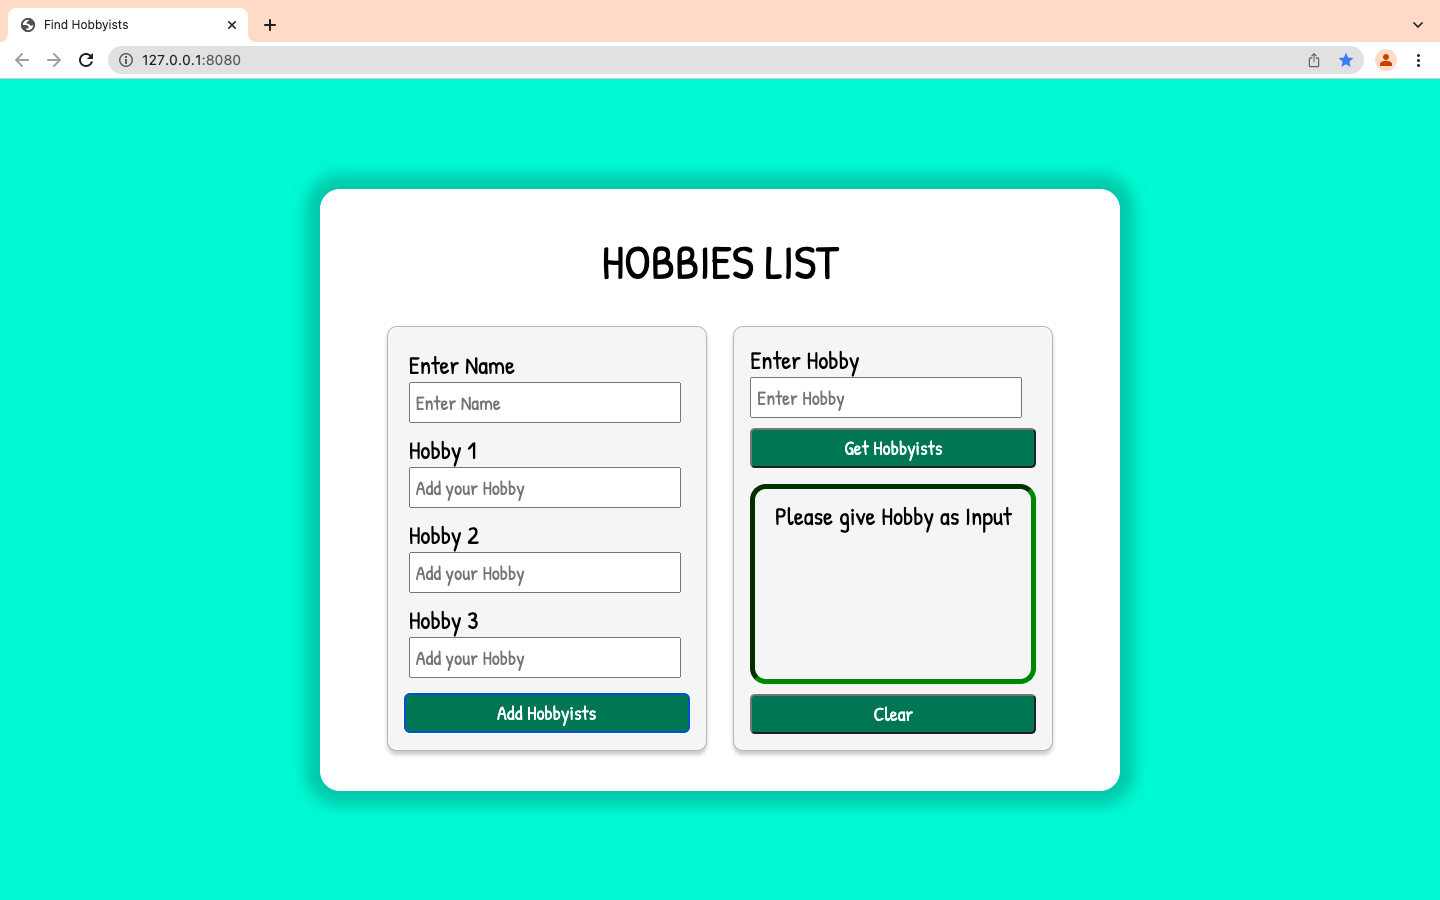 Find Hobbyists
127.0.0.1:8080
HOBBIES LIST
Enter Name
Enter Name
Hobby 1
Add your Hobby
Hobby 2
Add your Hobby
Hobby 3
Add your Hobby
Add Hobbyists
Enter Hobby
Enter Hobby
Get Hobbyists
Please give Hobby as Input
Clear